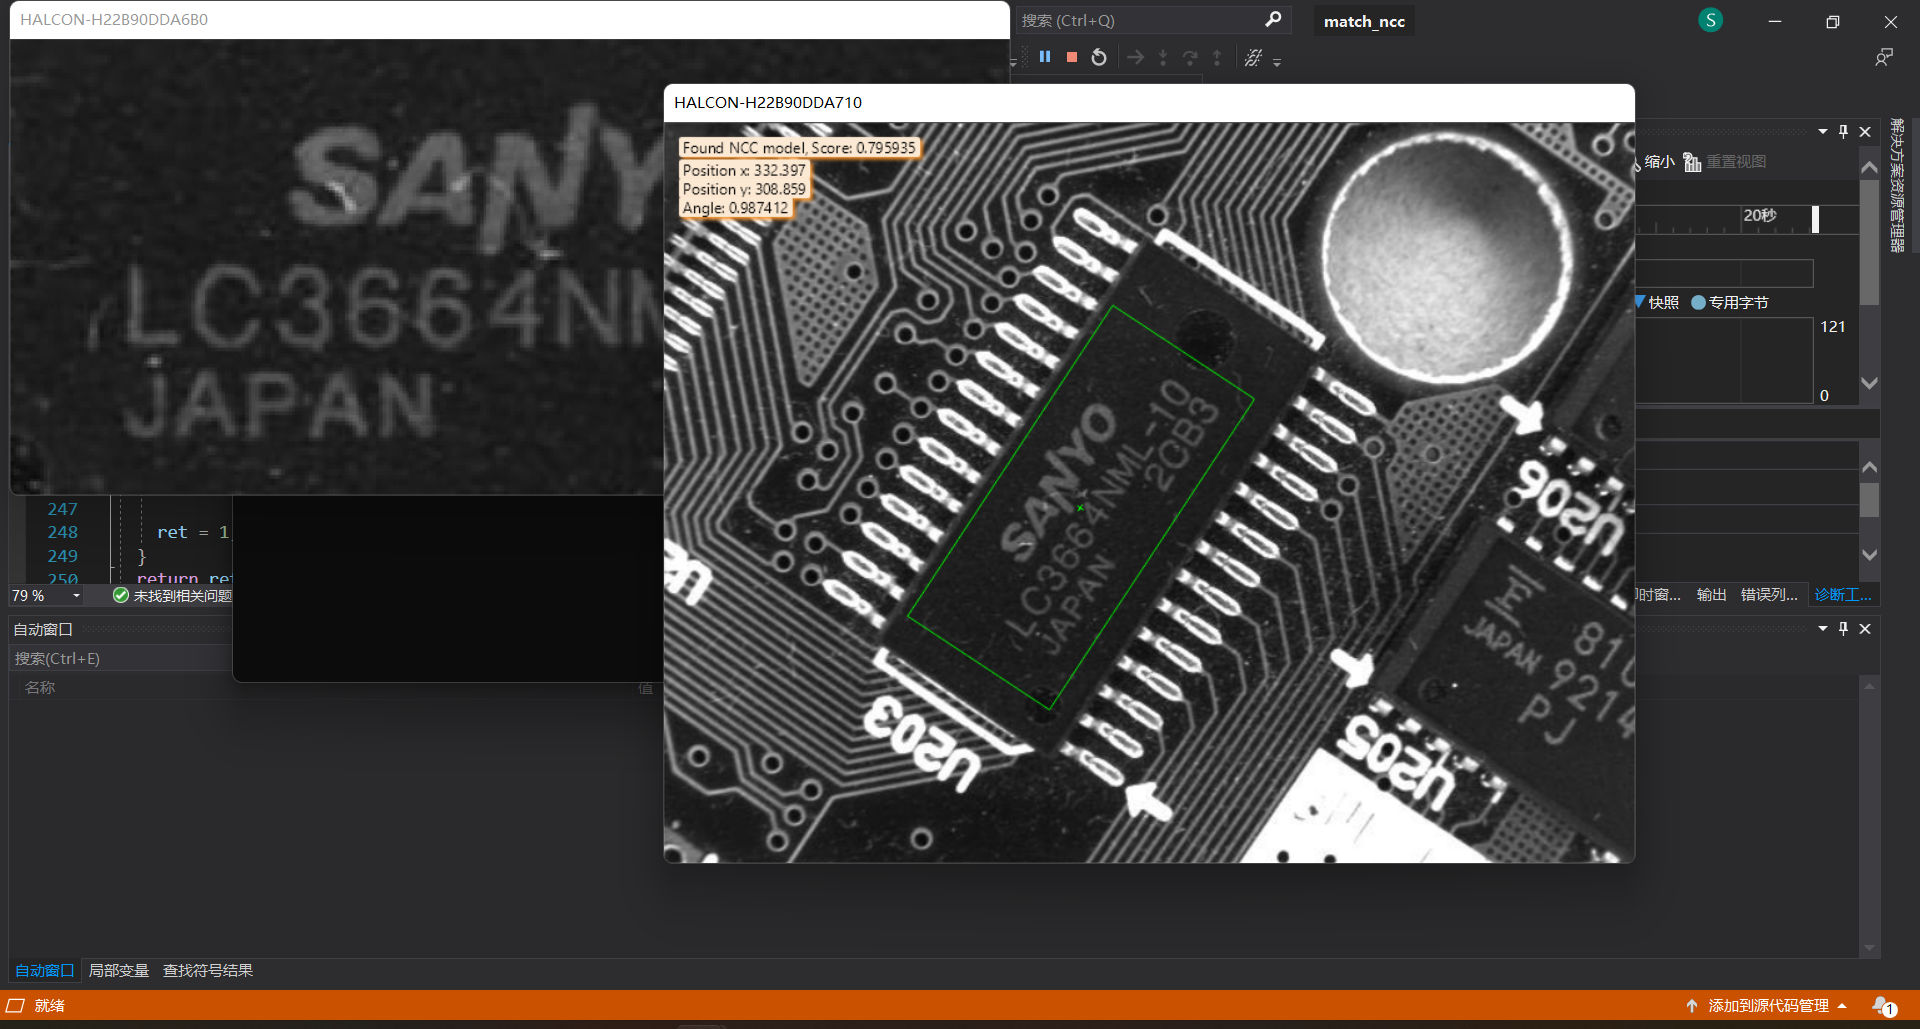 HALCON-H22B90DDA6B0
搜索 (Ctrl+Q)
match_ncc
S
SANY
LC3664NM
JAPAN
HALCON-H22B90DDA710
Found NCC model, Score: 0.795935
Position x: 332.397
Position y: 308.859
Angle: 0.987412
SANYO
LC3664NML-10
JAPAN
2CB3
U203
U205
U206
JAPAN
810
9214
PJ
缩小
重置视图
20秒
快照
专用字节
121
0
解决方案资源管理器
247
248
ret = 1
249
}
250
return ret
79 %
未找到相关问题
时窗...
输出
错误列...
诊断工...
自动窗口
搜索(Ctrl+E)
名称
值
自动窗口
局部变量
查找符号结果
就绪
添加到源代码管理
1